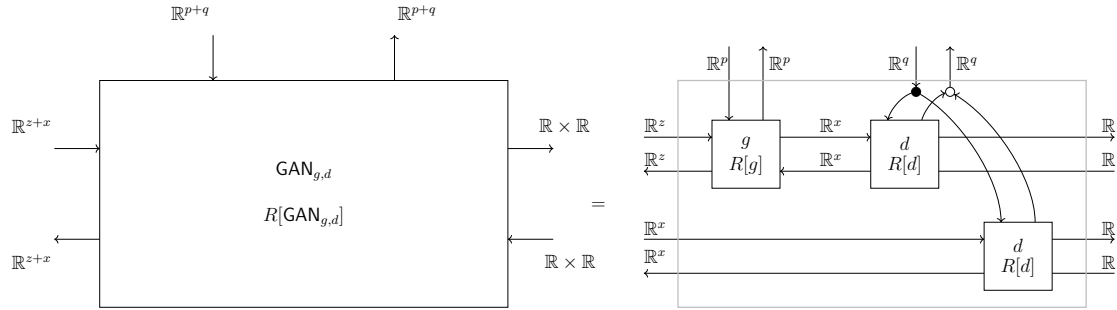 ℝ^{p+q} ℝ^{p+q}
ℝ^p ℝ^p ℝ^q ℝ^q
ℝ^{z+x} ℝ × ℝ ℝ^z ℝ^x ℝ
g d
GAN_{g,d} ℝ^z R[g] ℝ^x R[d] ℝ
R[GAN_{g,d}] =
ℝ^x ℝ
d
ℝ^{z+x} ℝ × ℝ ℝ^x R[d] ℝ